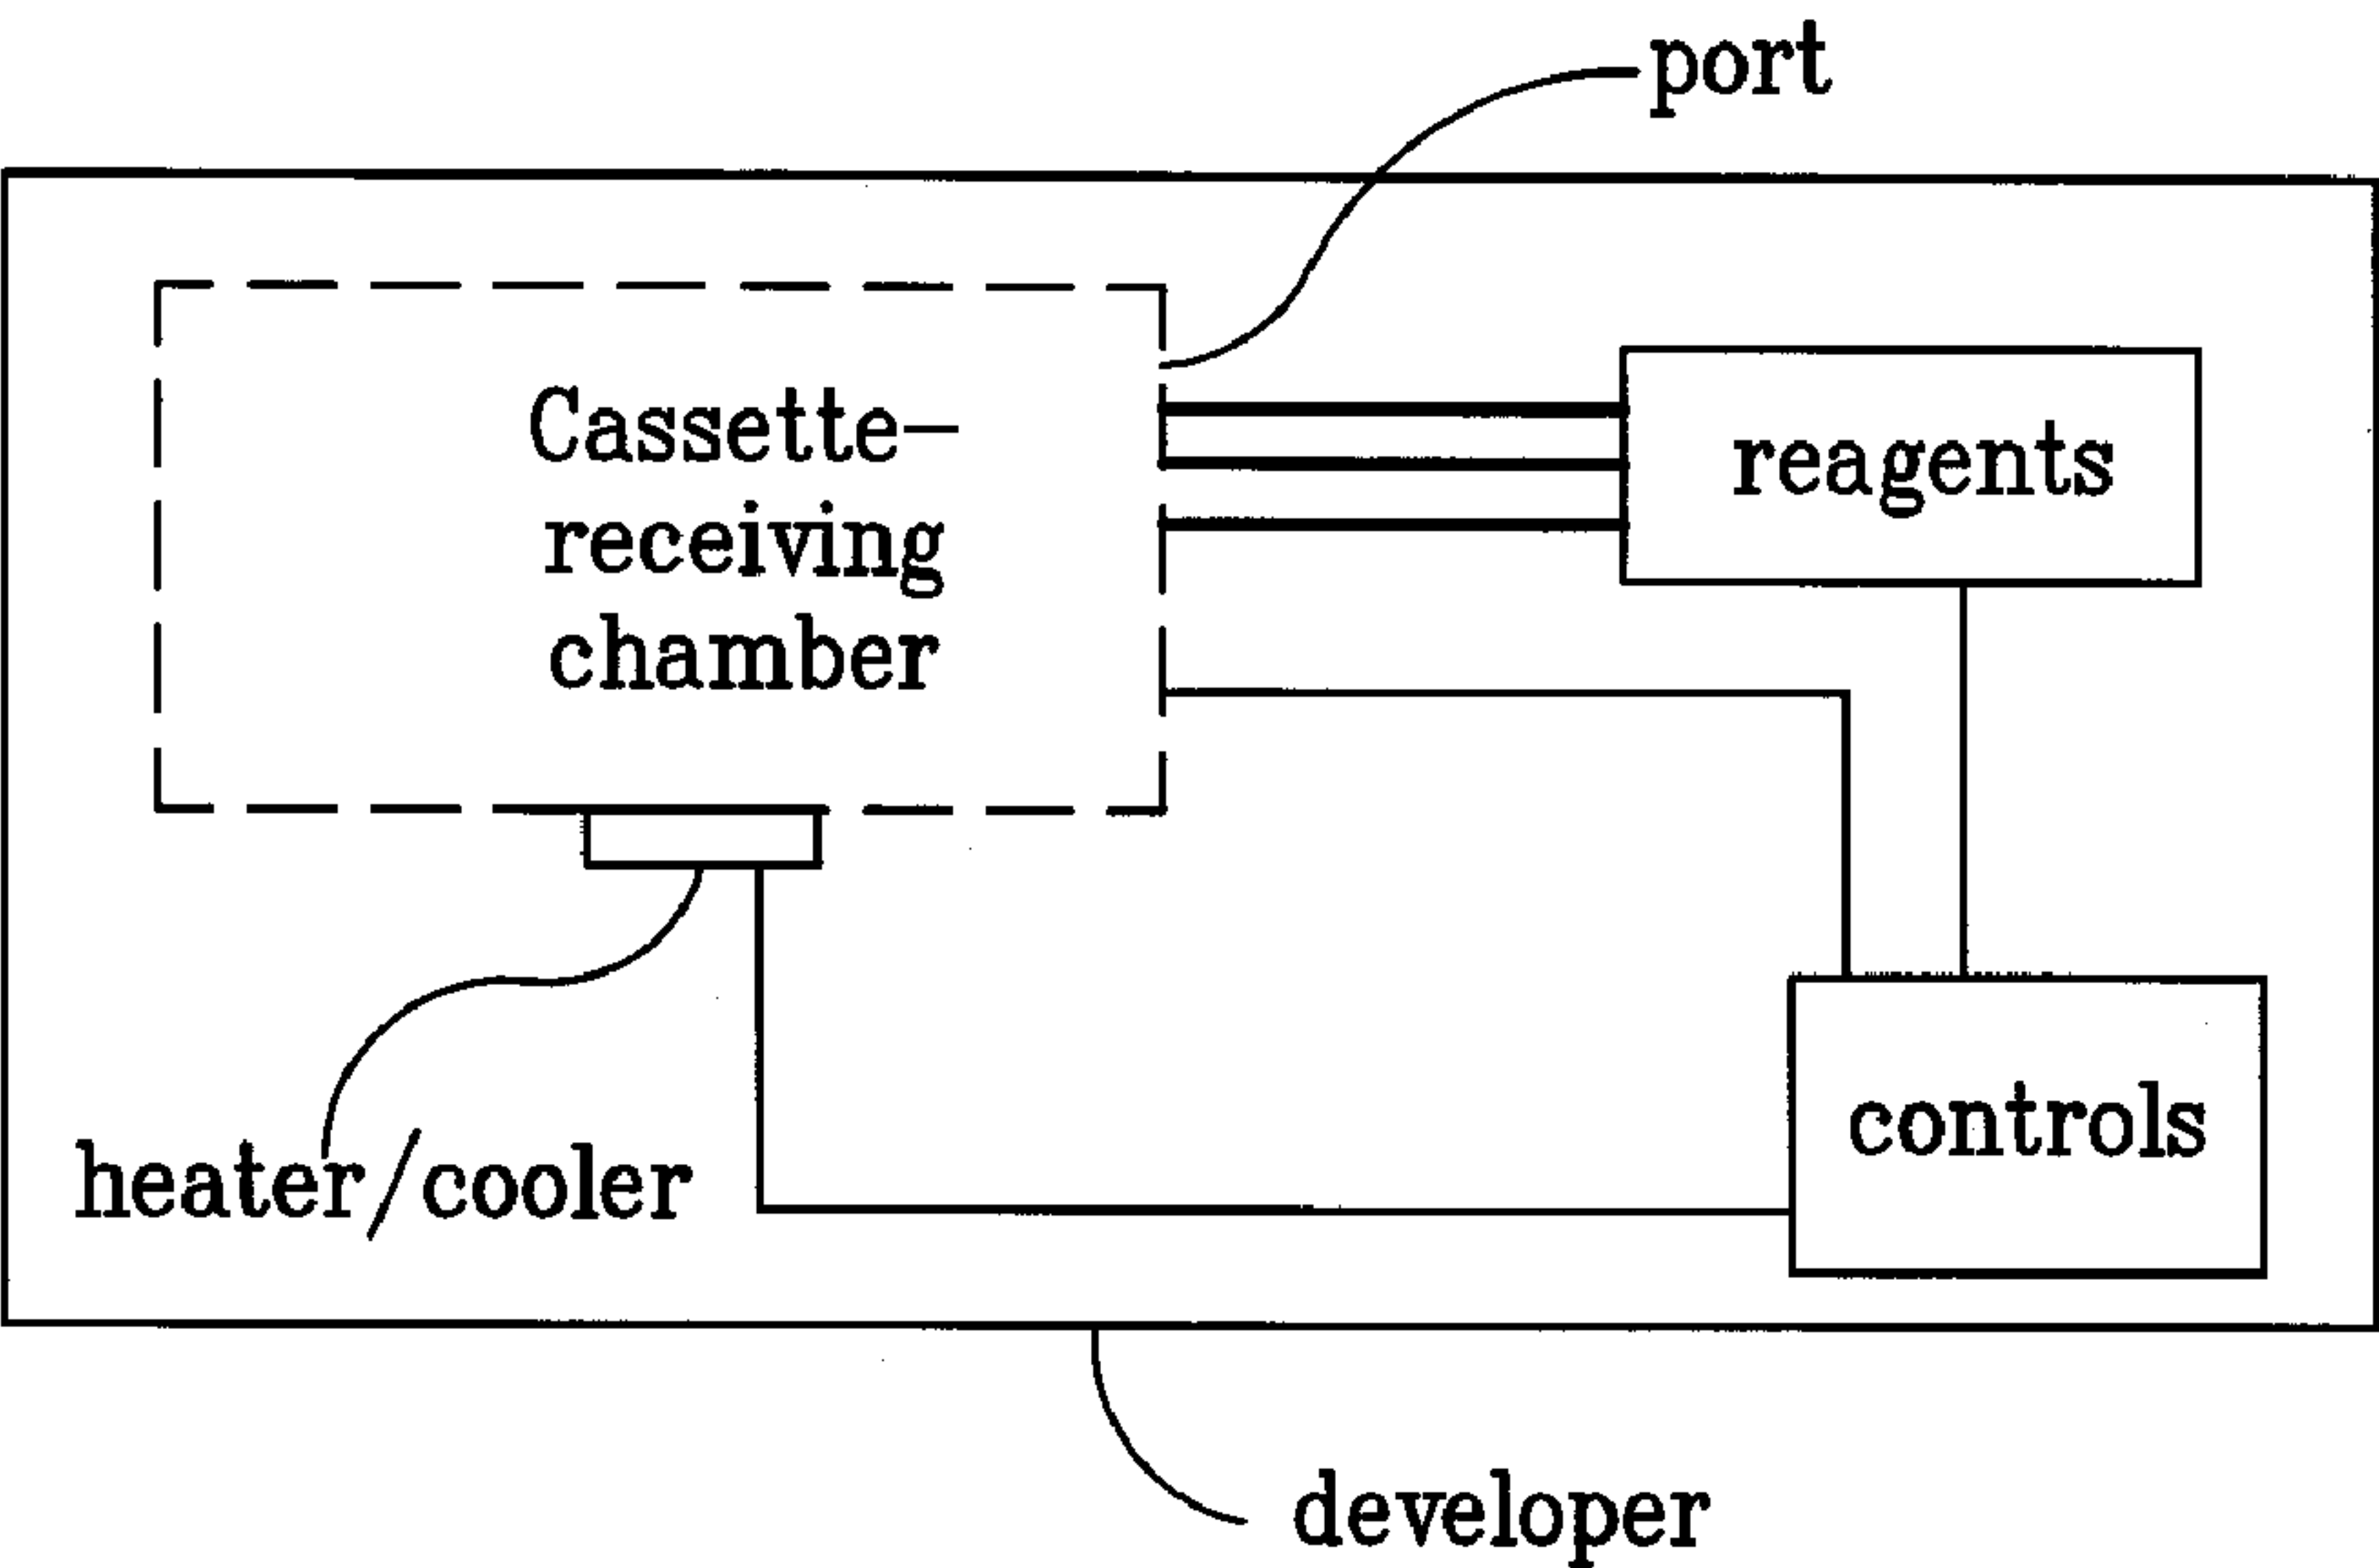 port
Cassette-
receiving
chamber
reagents
controls
heater/cooler
developer